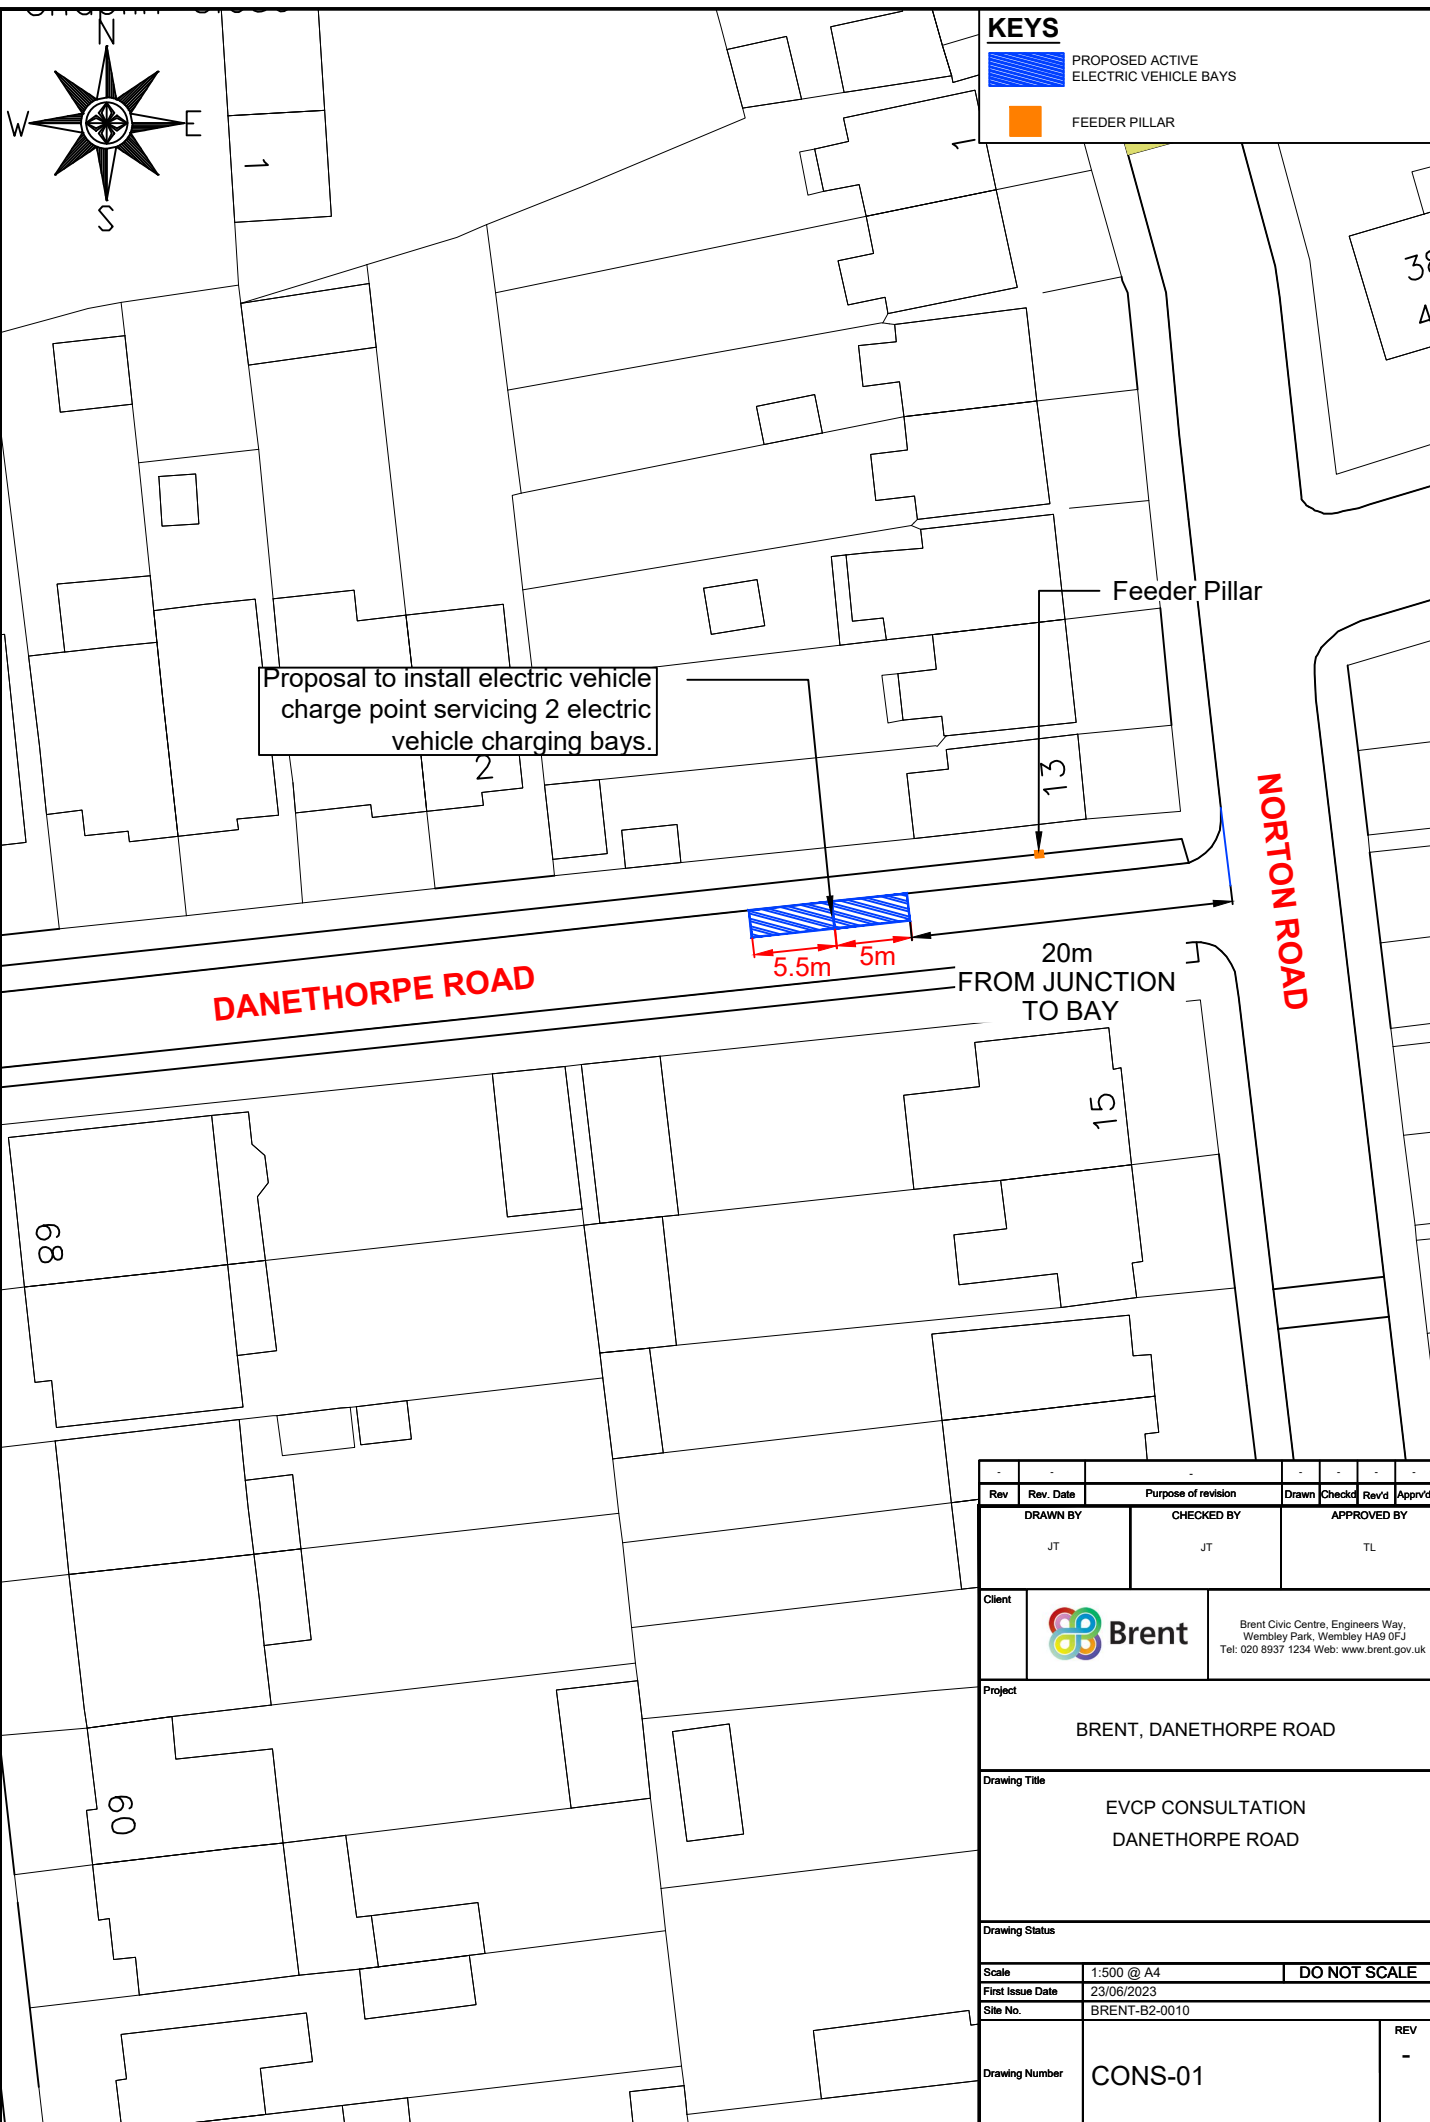 N
W
E
S
KEYS
PROPOSED ACTIVE
ELECTRIC VEHICLE BAYS
FEEDER PILLAR
1
1
Feeder Pillar
Proposal to install electric vehicle
charge point servicing 2 electric
vehicle charging bays.
2
13
NORTON ROAD
DANETHORPE ROAD
5.5m
5m
20m
FROM JUNCTION
TO BAY
15
89
60
- - - - - - -
Rev Rev. Date Purpose of revision Drawn Checkd Rev'd Apprv'd
DRAWN BY CHECKED BY APPROVED BY
JT JT TL
Client
Brent
Brent Civic Centre, Engineers Way,
Wembley Park, Wembley HA9 0FJ
Tel: 020 8937 1234 Web: www.brent.gov.uk
Project
BRENT, DANETHORPE ROAD
Drawing Title
EVCP CONSULTATION
DANETHORPE ROAD
Drawing Status
Scale 1:500 @ A4 DO NOT SCALE
First Issue Date 23/06/2023
Site No. BRENT-B2-0010
Drawing Number CONS-01
REV
-